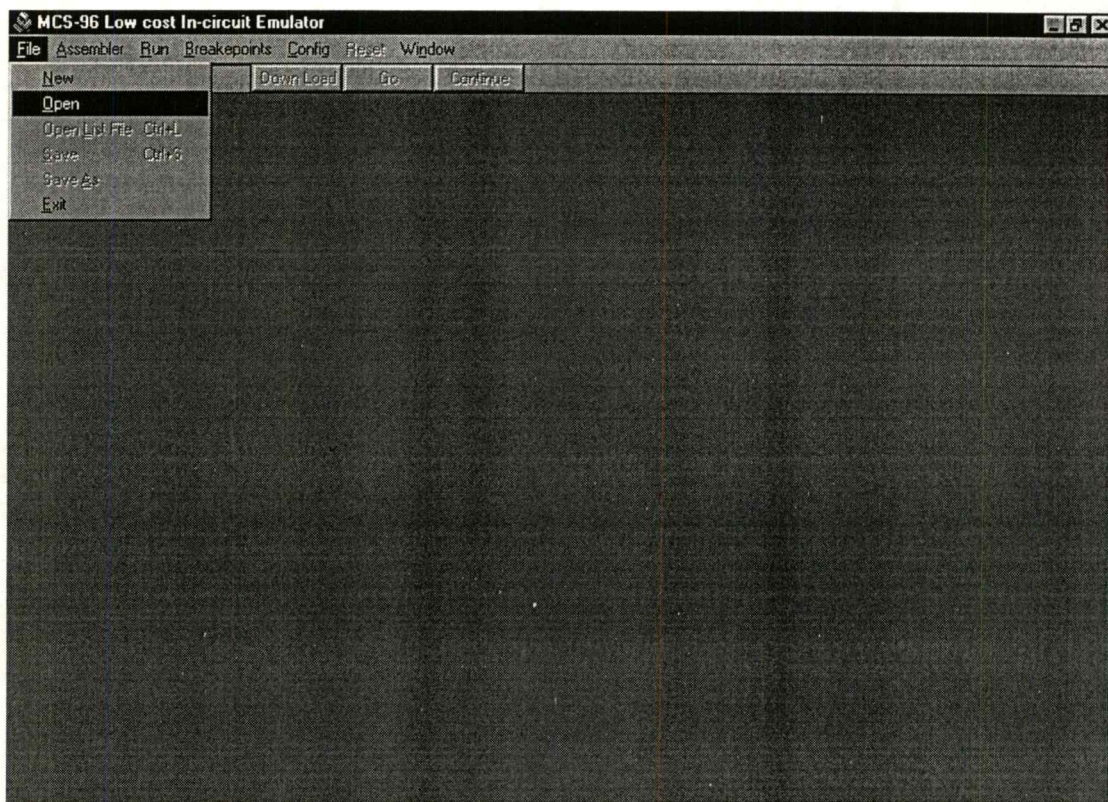 MCS-96 Low cost In-circuit Emulator
File Assembler Run Breakepoints Config Reset Window
Down Load Go Continue
New
Open
Open List File Ctrl+L
Save Ctrl+S
Save As
Exit